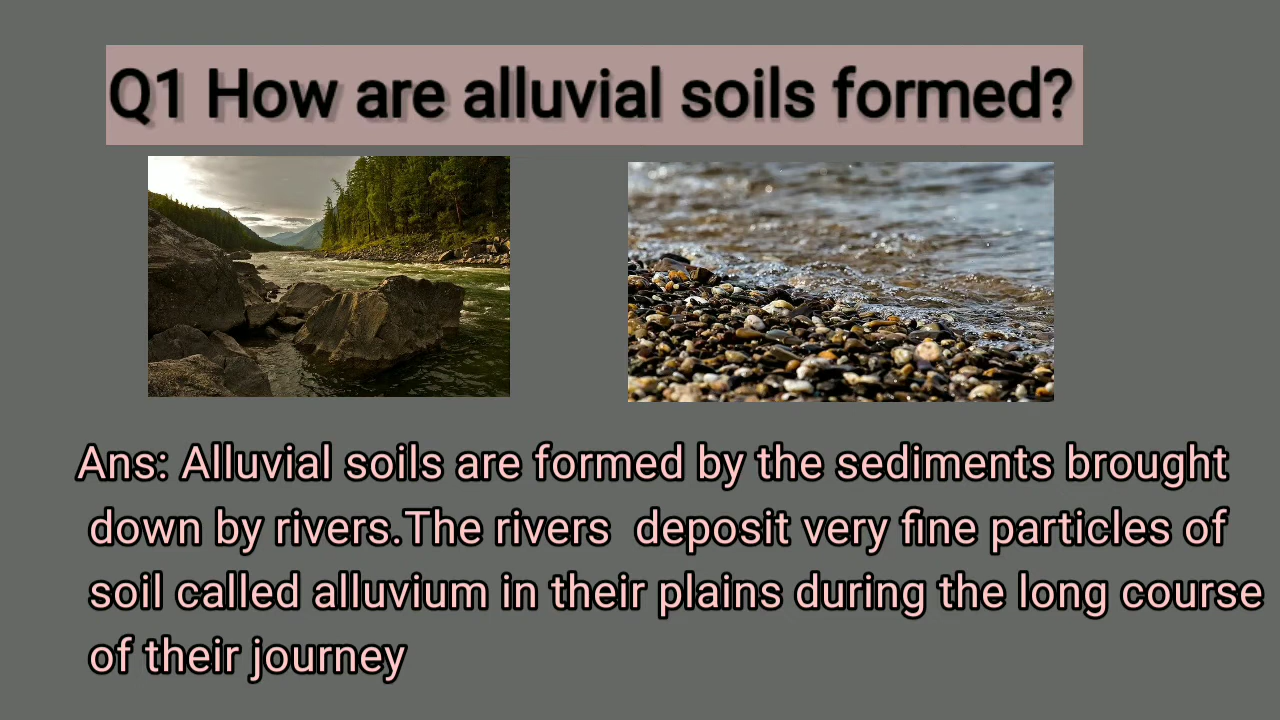 Q1 How are alluvial soils formed?
Ans: Alluvial soils are formed by the sediments brought
down by rivers.The rivers  deposit very fine particles of
soil called alluvium in their plains during the long course
of their journey